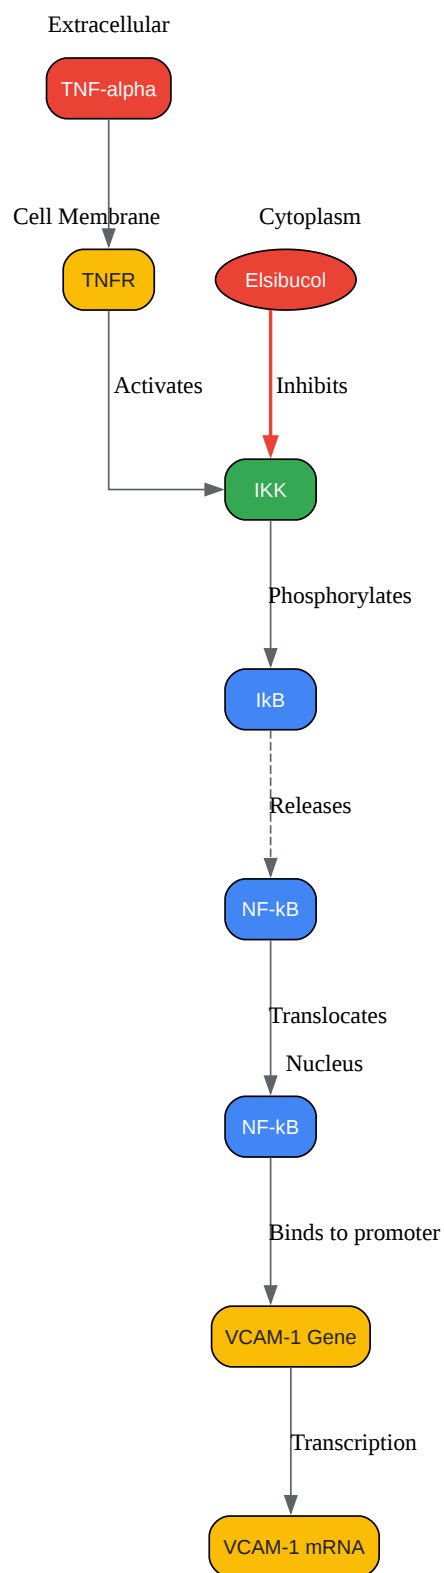 Extracellular
TNF-alpha
Cell Membrane
Cytoplasm
TNFR
Elsibucol
Activates
Inhibits
IKK
Phosphorylates
IkB
Releases
NF-kB
Translocates
Nucleus
NF-kB
Binds to promoter
VCAM-1 Gene
Transcription
VCAM-1 mRNA